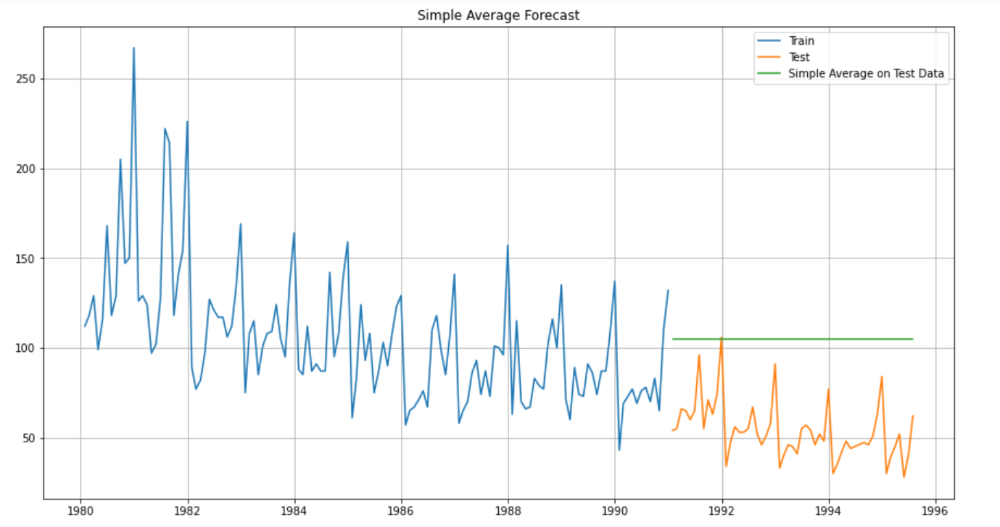 Simple Average Forecast
Train
Test
Simple Average on Test Data
250
200
150
100
50
1980 1982 1984 1986 1988 1990 1992 1994 1996